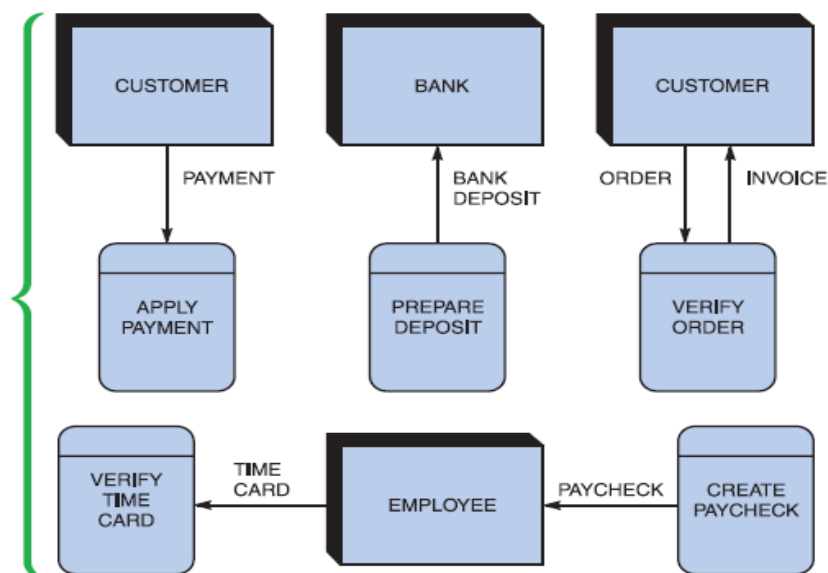 CUSTOMER
BANK
CUSTOMER
PAYMENT
BANK
DEPOSIT
ORDER
INVOICE
APPLY
PAYMENT
PREPARE
DEPOSIT
VERIFY
ORDER
VERIFY
TIME
CARD
TIME
CARD
EMPLOYEE
PAYCHECK
CREATE
PAYCHECK